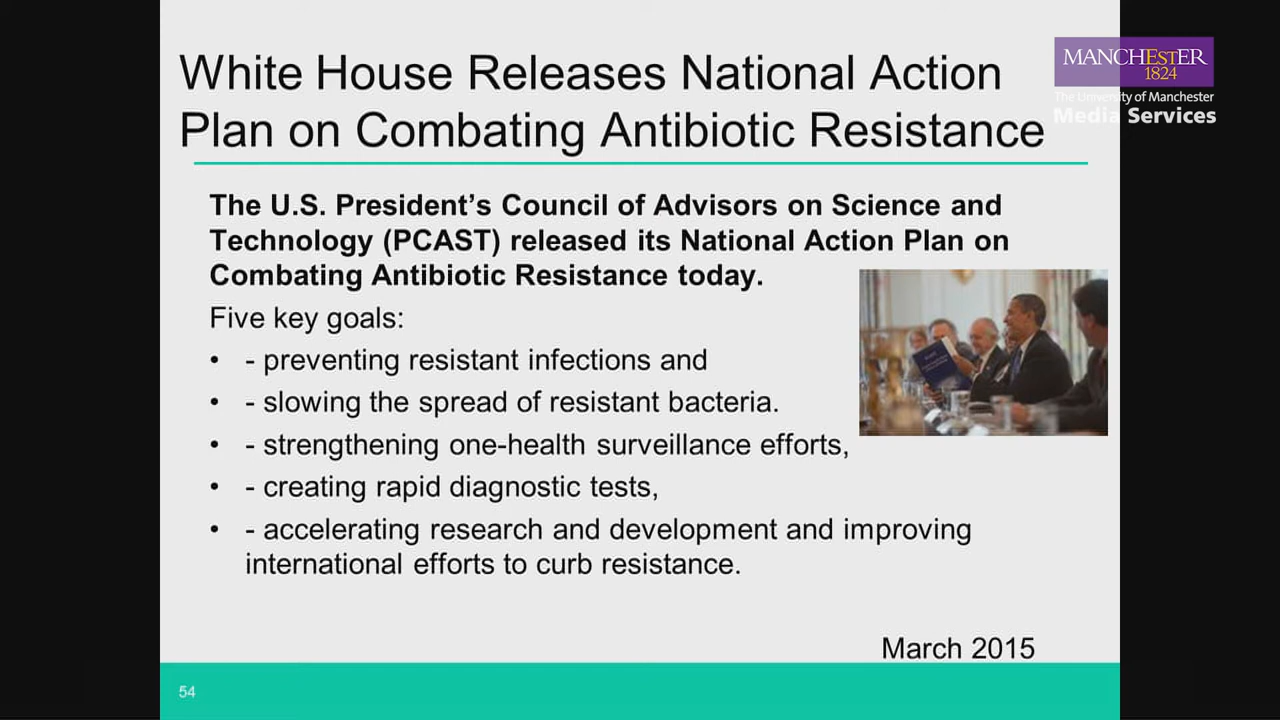 White House Releases National Action
Plan on Combating Antibiotic Resistance
MANCHESTER
1824
The University of Manchester
Media Services
The U.S. President’s Council of Advisors on Science and
Technology (PCAST) released its National Action Plan on
Combating Antibiotic Resistance today.
Five key goals:
• - preventing resistant infections and
• - slowing the spread of resistant bacteria.
• - strengthening one-health surveillance efforts,
• - creating rapid diagnostic tests,
• - accelerating research and development and improving
international efforts to curb resistance.
March 2015
54